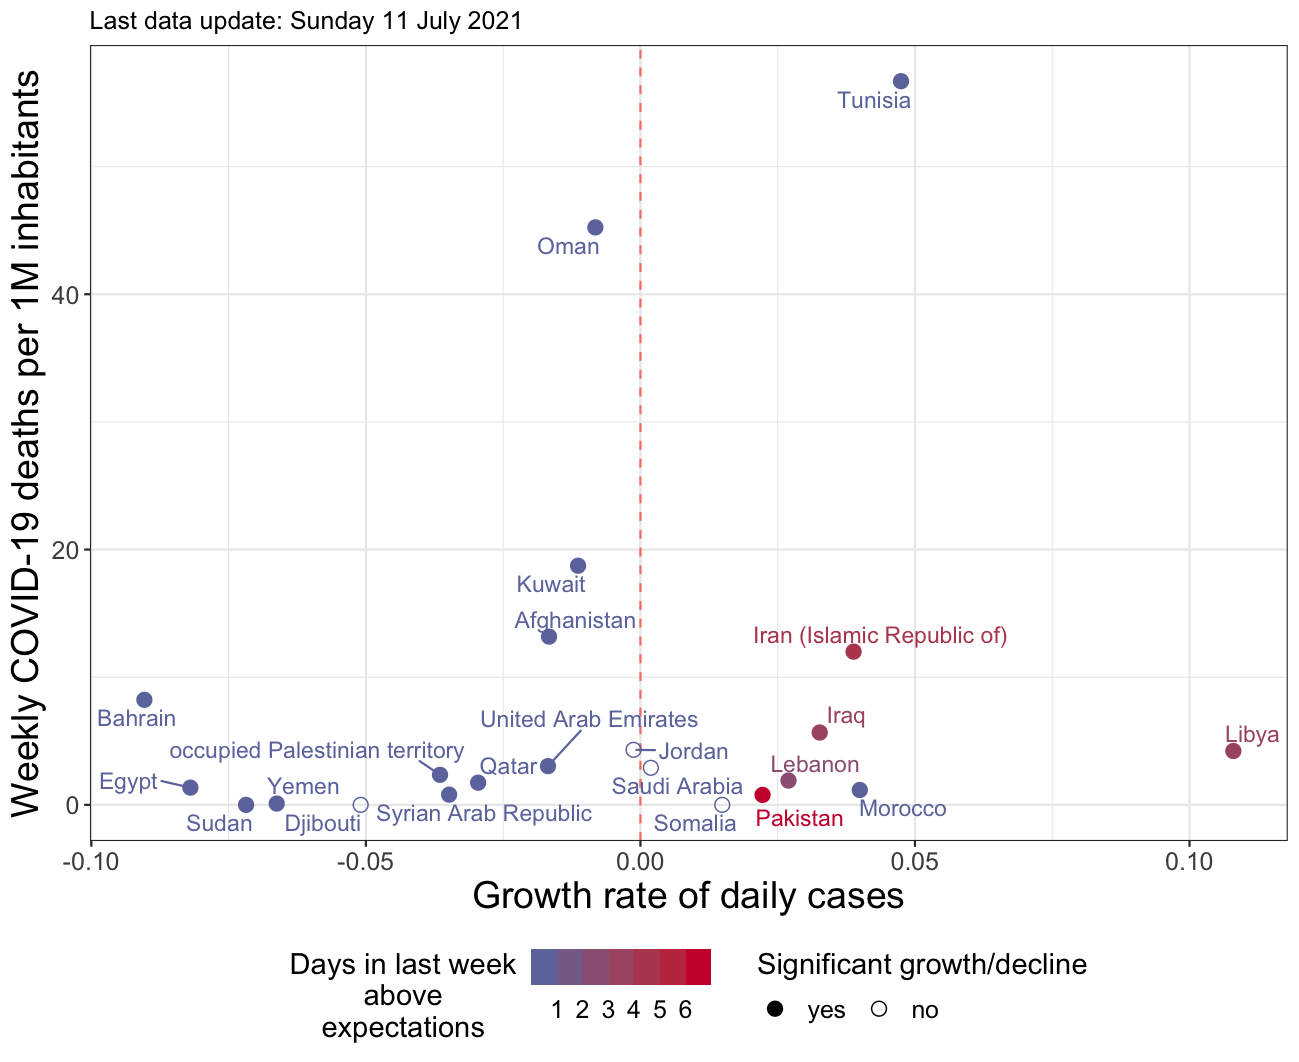 Last data update: Sunday 11 July 2021
Weekly COVID-19 deaths per 1M inhabitants
Tunisia
Oman
40
20
Kuwait
Afghanistan
Iran (Islamic Republic of)
Bahrain
United Arab Emirates
Iraq
Libya
occupied Palestinian territory
Jordan
Qatar
Lebanon
Egypt
Yemen
Saudi Arabia
0
Morocco
Sudan
Djibouti
Syrian Arab Republic
Somalia
Pakistan
-0.10 -0.05 0.00 0.05 0.10
Growth rate of daily cases
Days in last week
above
expectations
1 2 3 4 5 6
Significant growth/decline
yes no